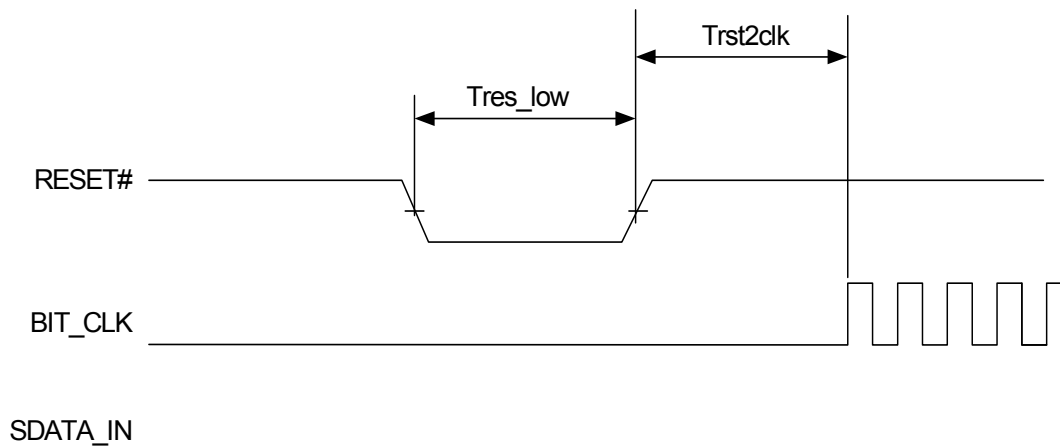 Trst2clk
Tres_low
RESET#
BIT_CLK
SDATA_IN